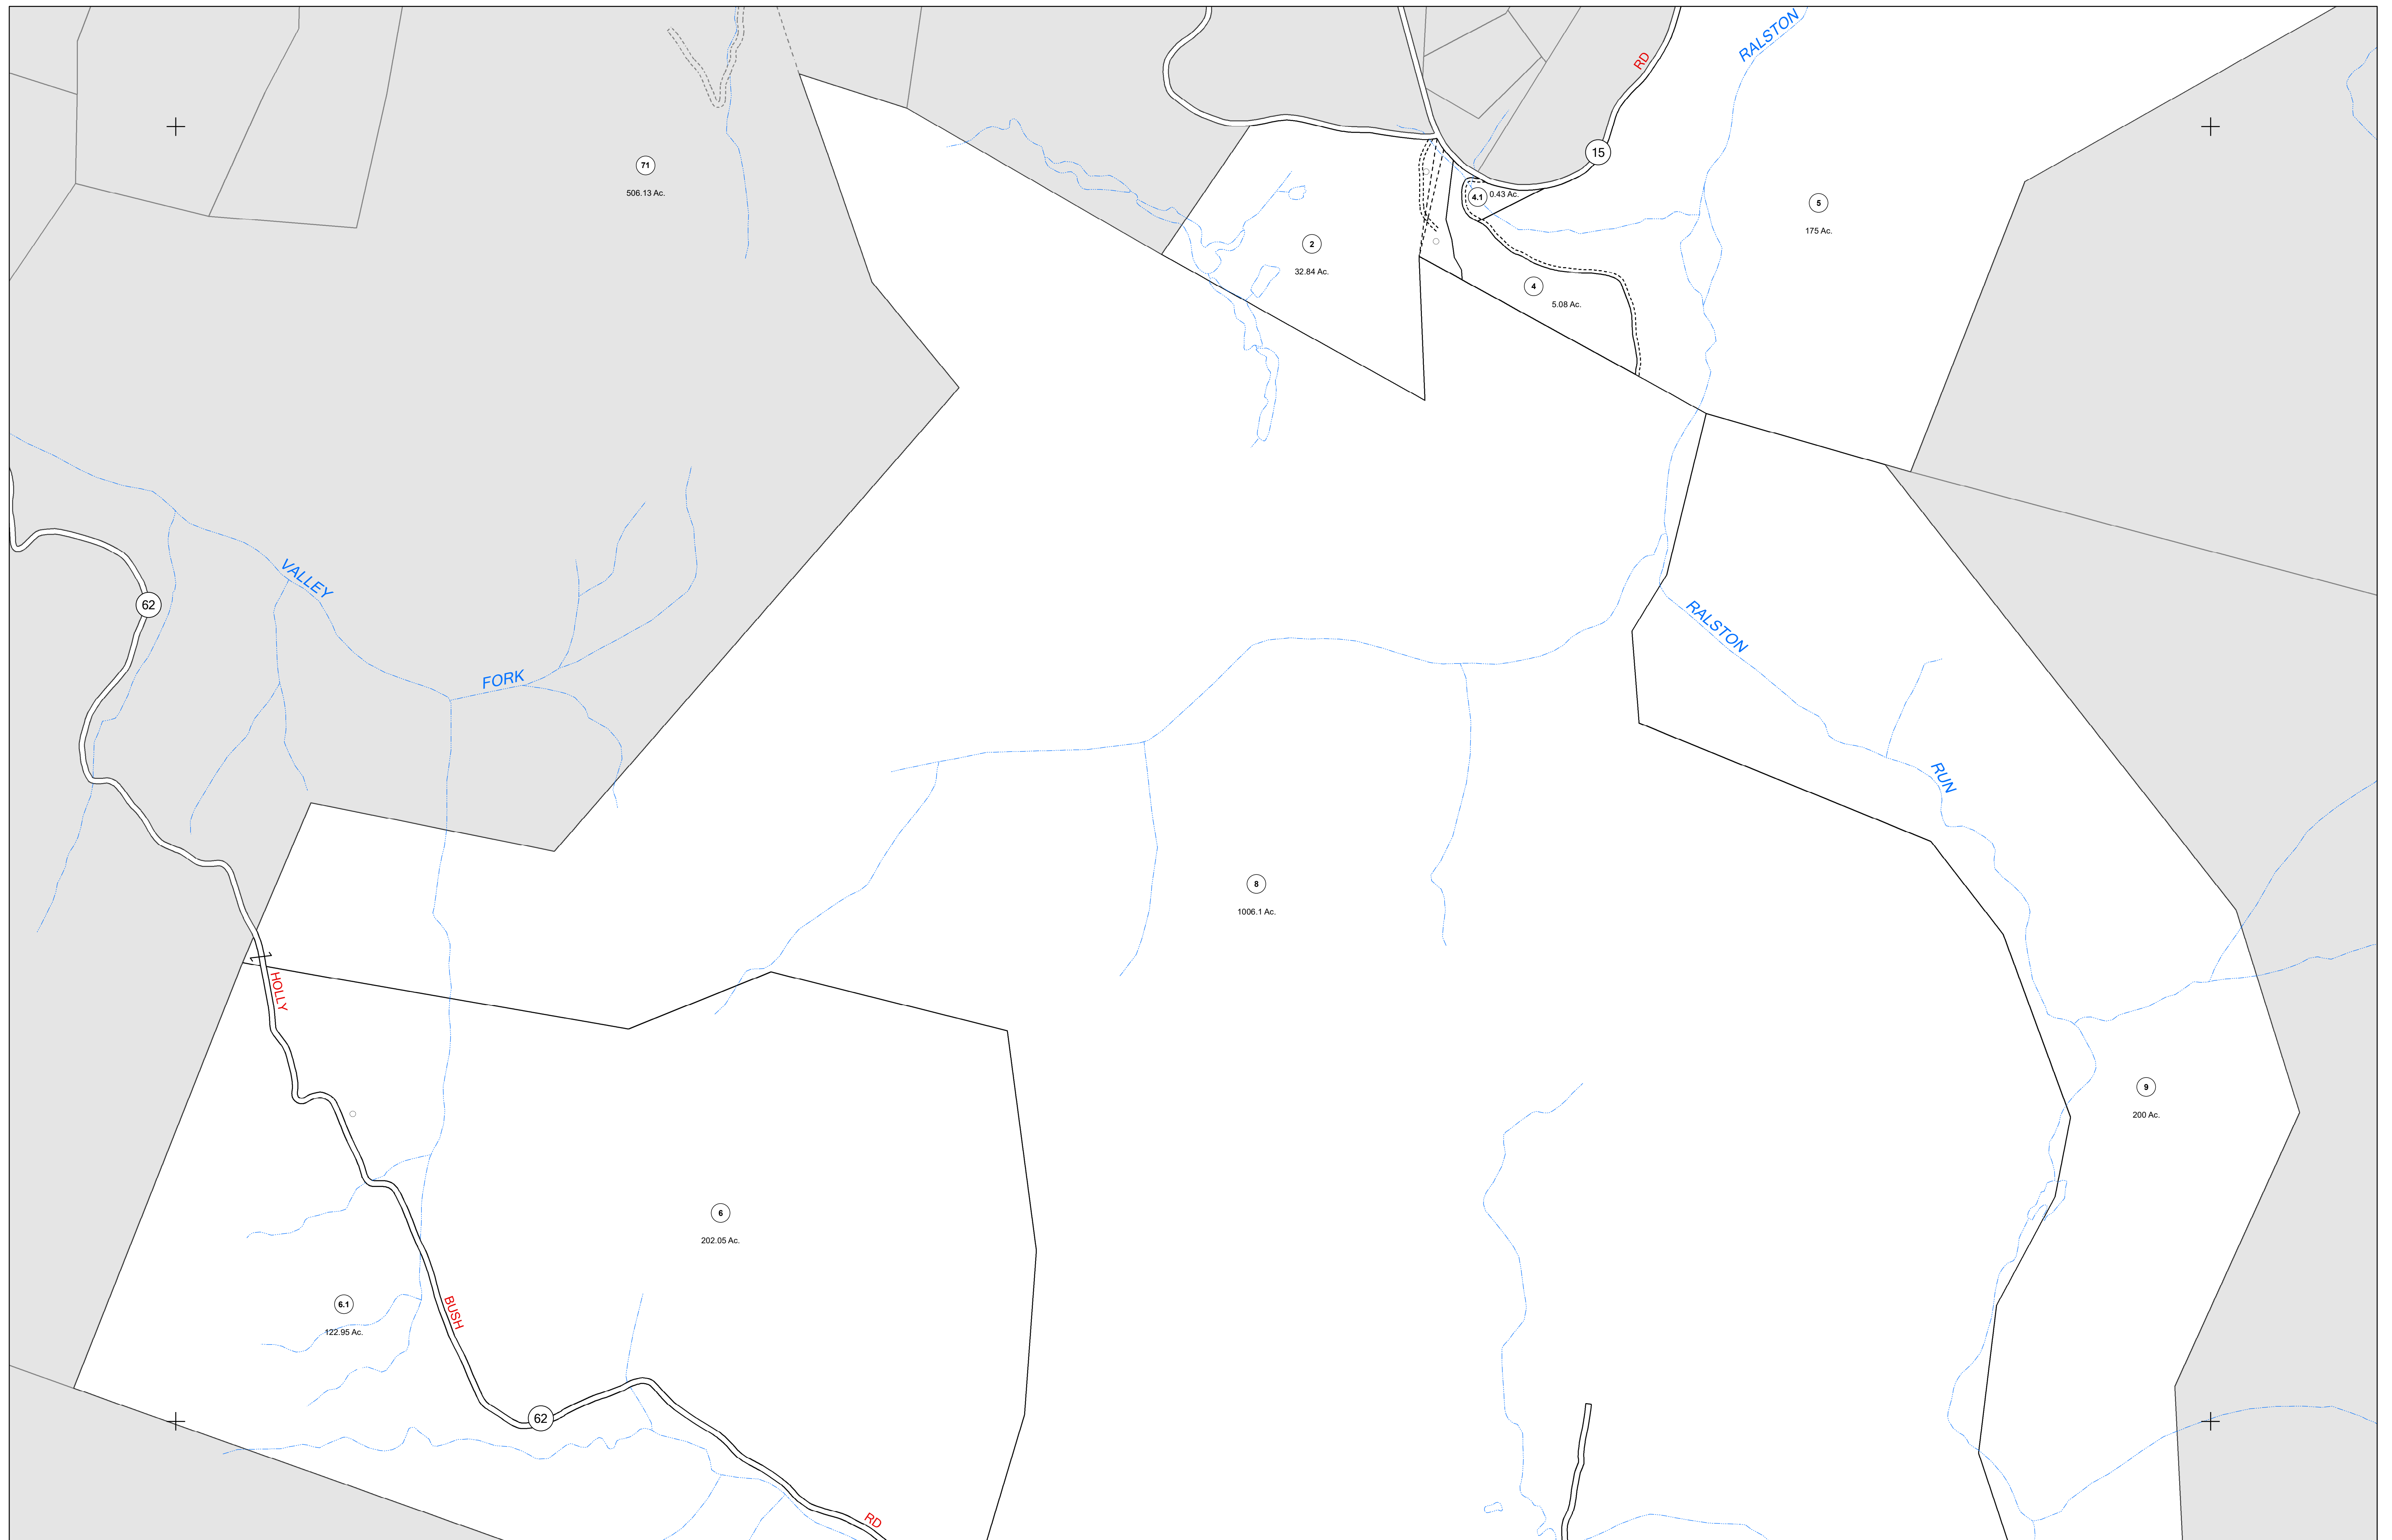 RALSTON
RD
15
71
506.13 Ac.
4.1
0.43 Ac.
5
175 Ac.
2
32.84 Ac.
4
5.08 Ac.
VALLEY
62
RALSTON
FORK
RUN
8
1006.1 Ac.
HOLLY
9
200 Ac.
6
202.05 Ac.
6.1
122.95 Ac.
BUSH
62
RD